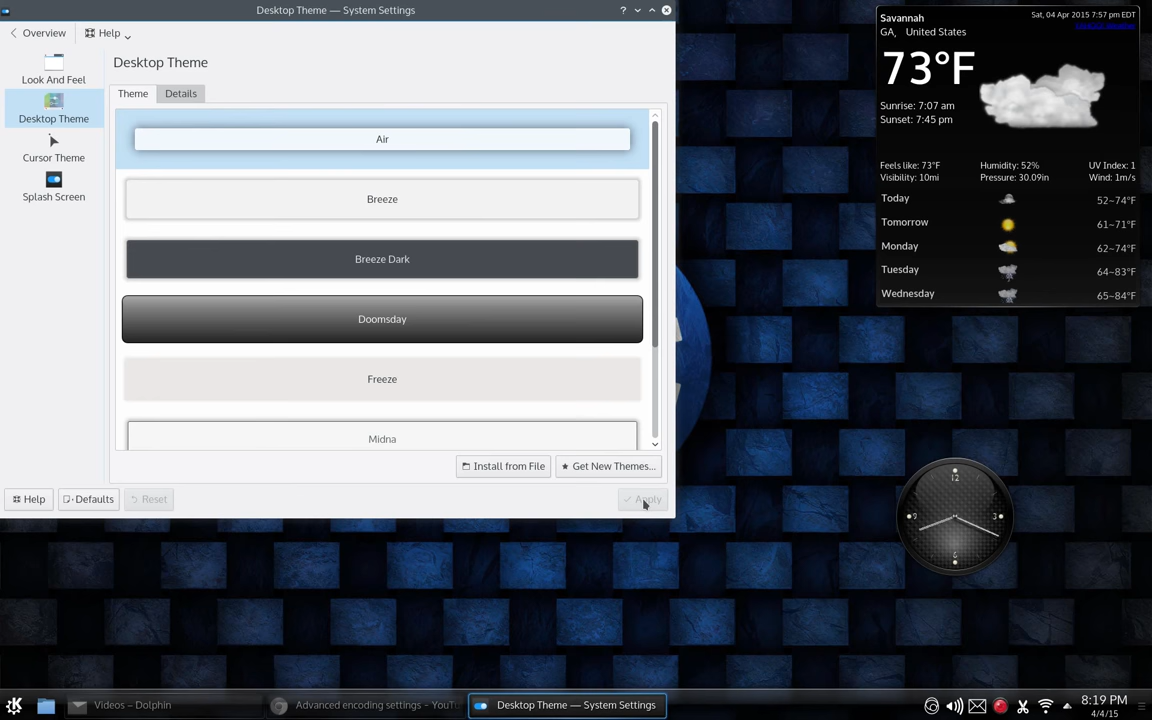 Desktop Theme — System Settings
Overview
Help
Look And Feel
Desktop Theme
Cursor Theme
Splash Screen
Desktop Theme
Theme
Details
Air
Breeze
Breeze Dark
Doomsday
Freeze
Midna
Install from File
Get New Themes...
Help
Defaults
Reset
Apply
Savannah
Sat, 04 Apr 2015 7:57 pm EDT
GA, United States
73°F
Sunrise: 7:07 am
Sunset: 7:45 pm
Feels like: 73°F Humidity: 52% UV Index: 1
Visibility: 10mi Pressure: 30.09in Wind: 1m/s
Today 52~74°F
Tomorrow 61~71°F
Monday 62~74°F
Tuesday 64~83°F
Wednesday 65~84°F
12
9 3
6
Videos – Dolphin
Advanced encoding settings – YouTu
Desktop Theme — System Settings
8:19 PM
4/4/15